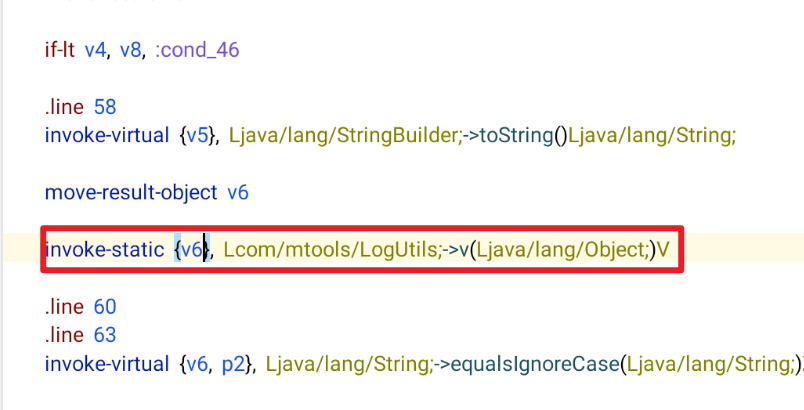 if-lt v4, v8, :cond_46
.line 58
invoke-virtual {v5}, Ljava/lang/StringBuilder;->toString()Ljava/lang/String;
move-result-object v6
invoke-static {v6}, Lcom/mtools/LogUtils;->v(Ljava/lang/Object;)V
.line 60
.line 63
invoke-virtual {v6, p2}, Ljava/lang/String;->equalsIgnoreCase(Ljava/lang/String;)